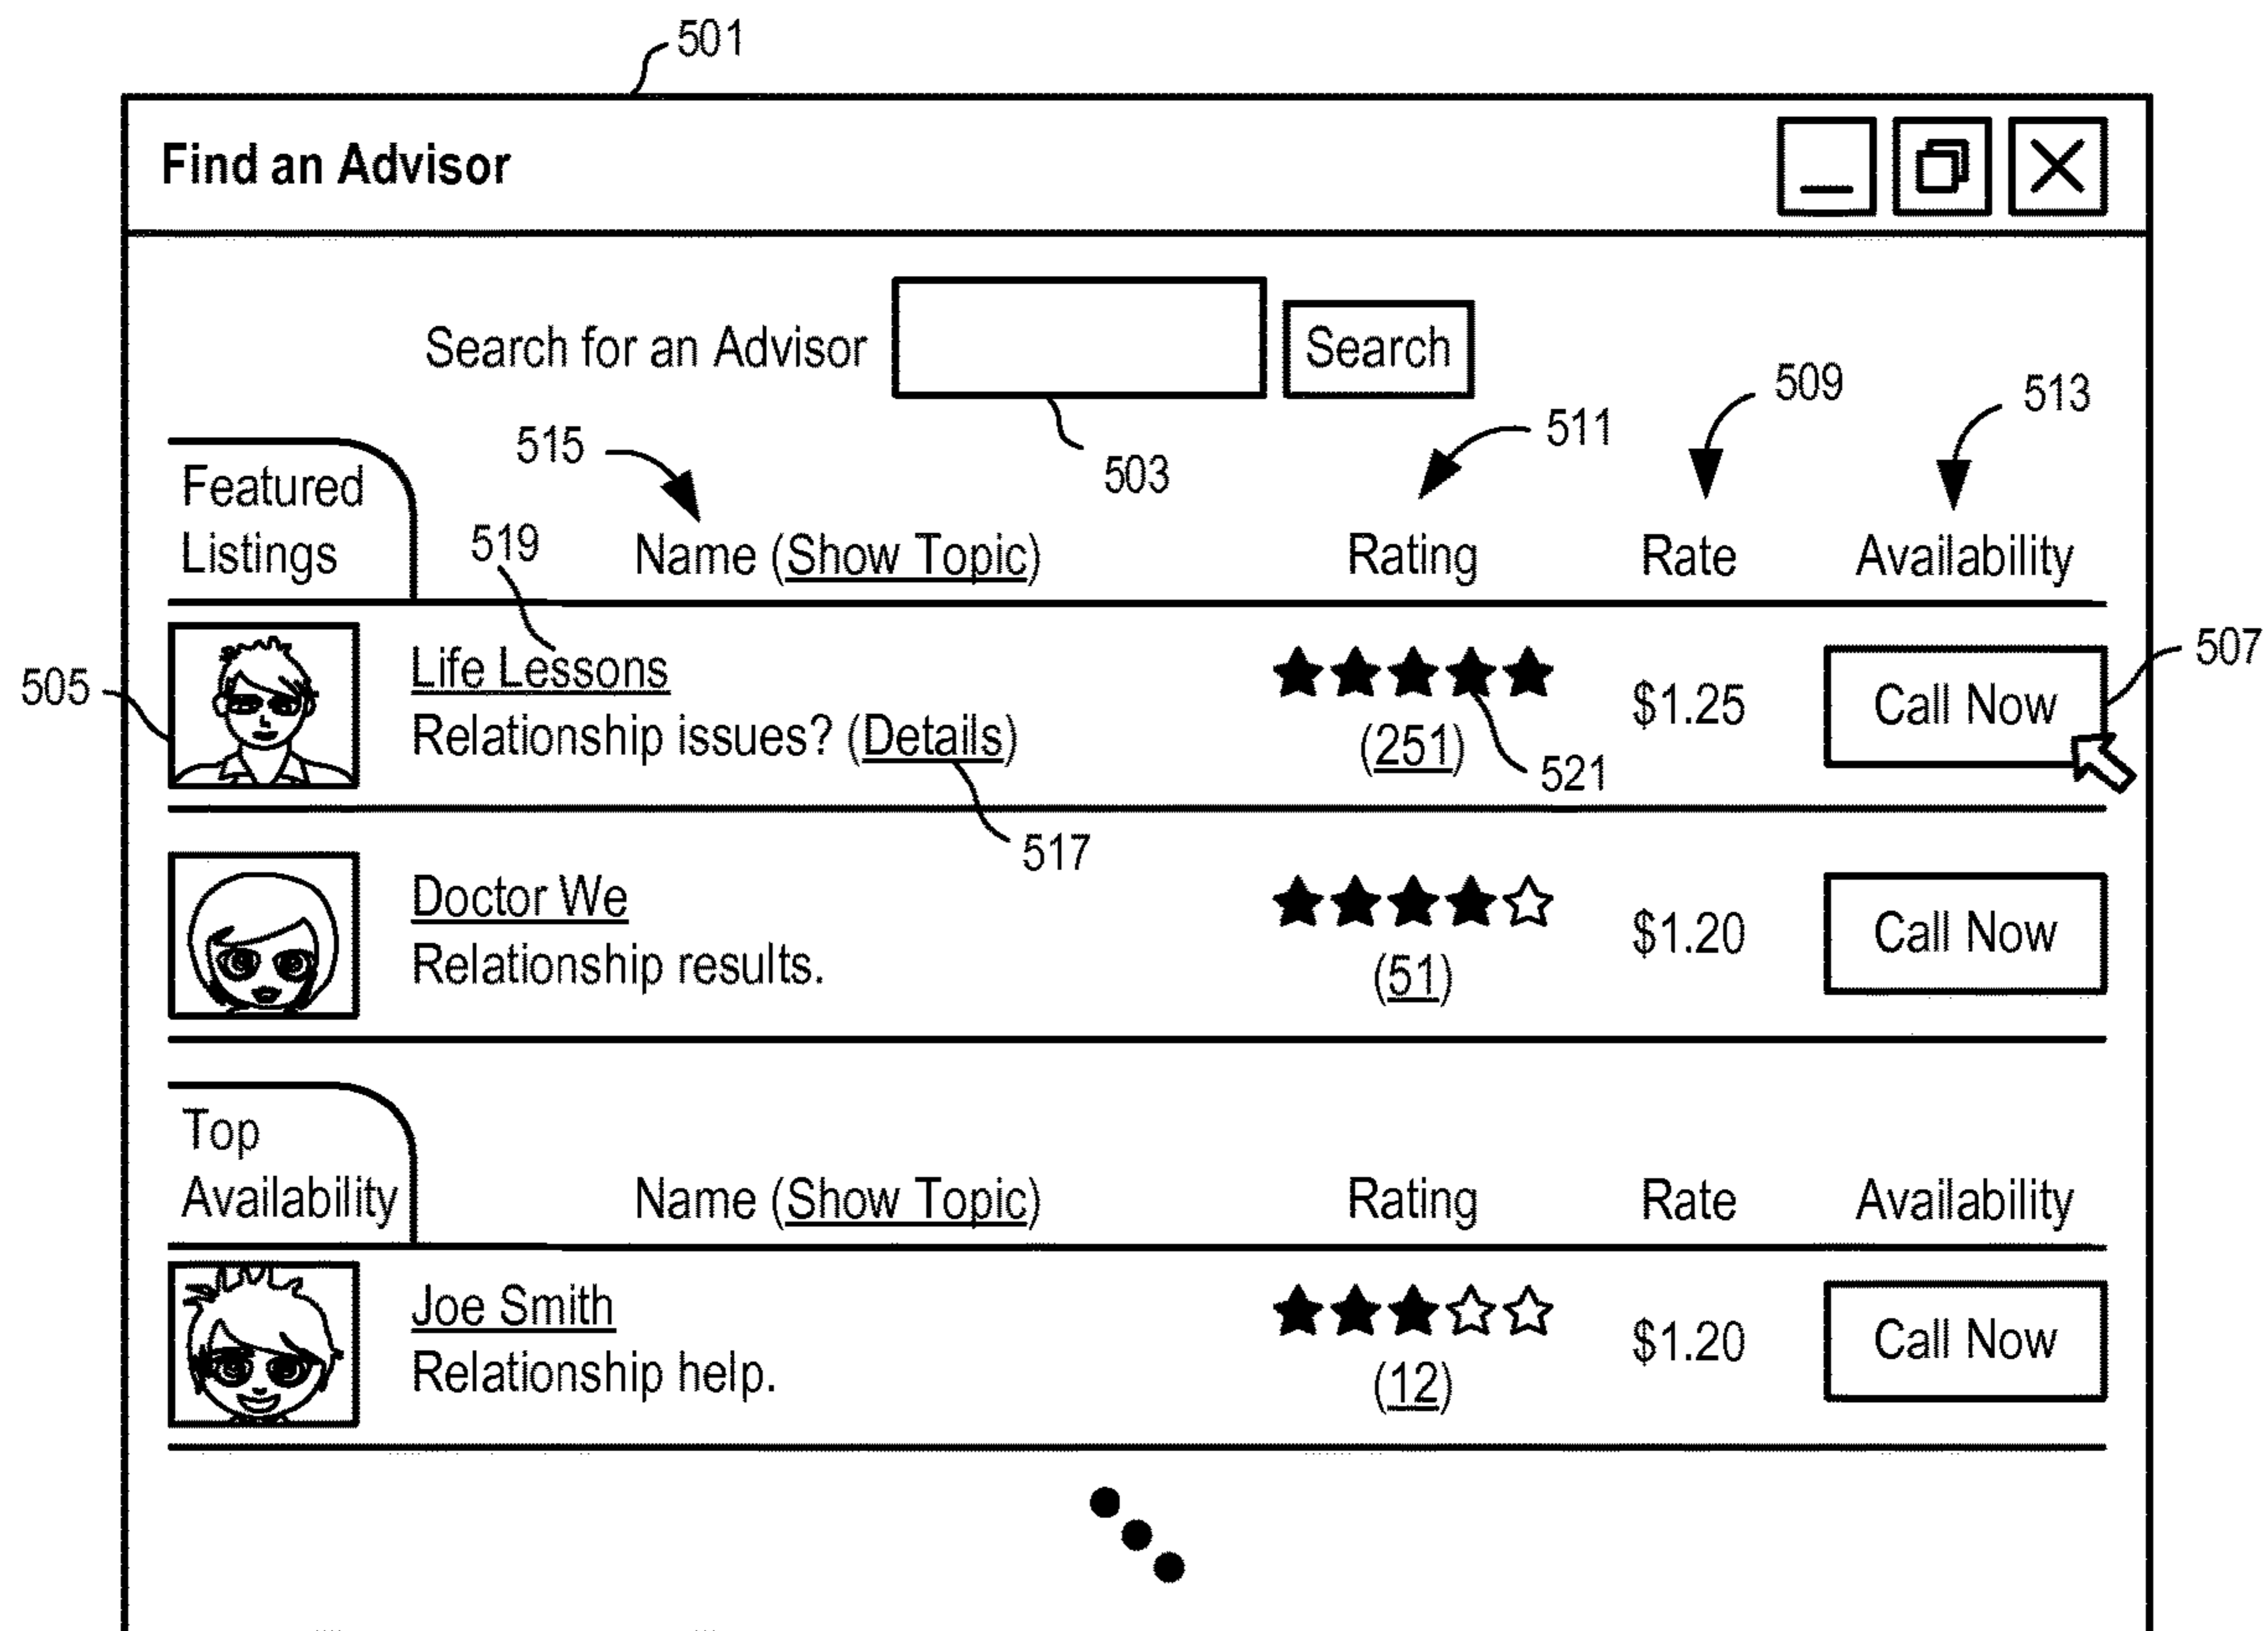 501
Find an Advisor
Search for an Advisor
Search
503
515
511
509
513
Featured
Listings
519
Name (Show Topic)
Rating
Rate
Availability
505
Life Lessons
Relationship issues? (Details)
(251)
521
$1.25
Call Now
507
517
Doctor We
Relationship results.
(51)
$1.20
Call Now
Top
Availability
Name (Show Topic)
Rating
Rate
Availability
Joe Smith
Relationship help.
(12)
$1.20
Call Now